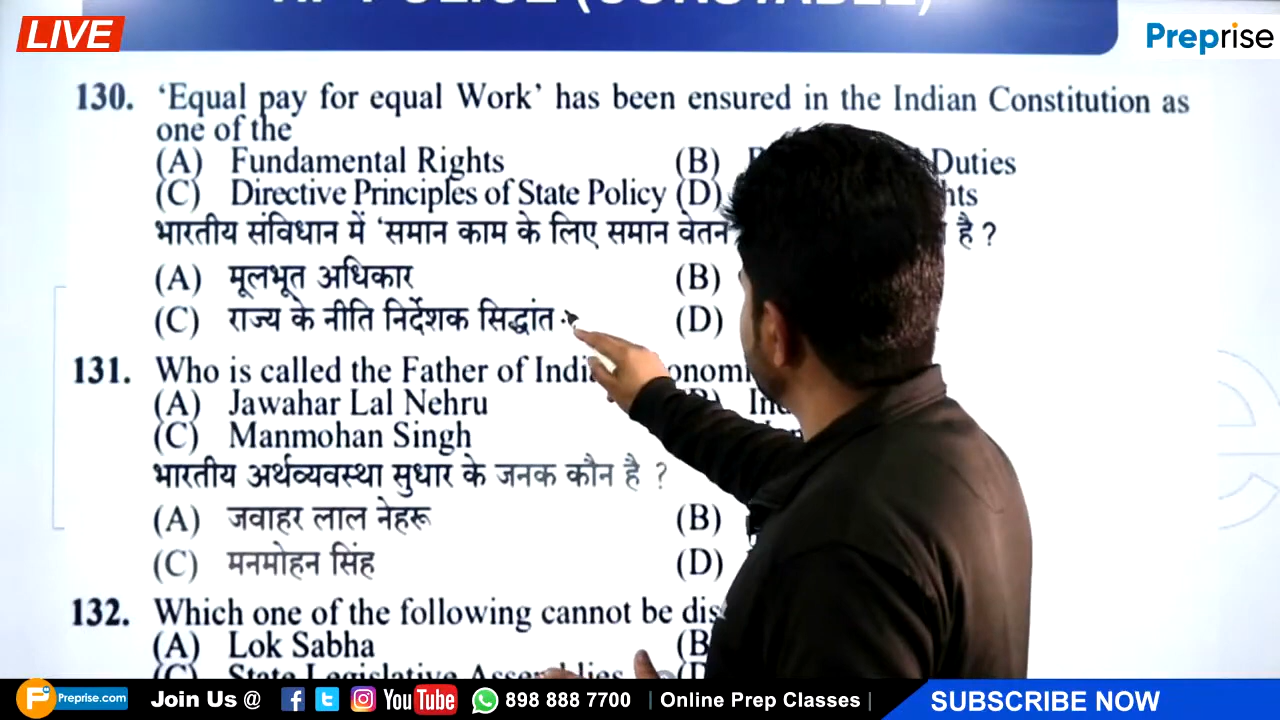 LIVE
Preprise
130. 'Equal pay for equal Work' has been ensured in the Indian Constitution as
one of the
(A) Fundamental Rights (B) Duties
(C) Directive Principles of State Policy (D)
भारतीय संविधान में 'समान काम के लिए समान वेतन है ?
(A) मूलभूत अधिकार (B)
(C) राज्य के नीति निर्देशक सिद्धांत (D)
131. Who is called the Father of
(A) Jawahar Lal Nehru (B)
(C) Manmohan Singh
भारतीय अर्थव्यवस्था सुधार के जनक कौन है ?
(A) जवाहर लाल नेहरू (B)
(C) मनमोहन सिंह (D)
132. Which one of the following cannot be
(A) Lok Sabha (B)
(C) State Legislative Assemblies
Preprise.com Join Us @ YouTube 898 888 7700 | Online Prep Classes | SUBSCRIBE NOW